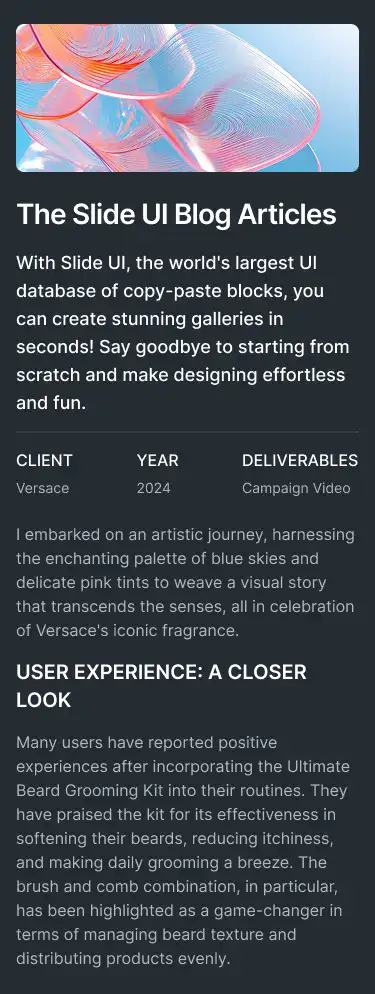 The Slide UI Blog Articles
With Slide UI, the world's largest UI
database of copy-paste blocks, you
can create stunning galleries in
seconds! Say goodbye to starting from
scratch and make designing effortless
and fun.
CLIENT YEAR DELIVERABLES
Versace 2024 Campaign Video
I embarked on an artistic journey, harnessing
the enchanting palette of blue skies and
delicate pink tints to weave a visual story
that transcends the senses, all in celebration
of Versace's iconic fragrance.
USER EXPERIENCE: A CLOSER
LOOK
Many users have reported positive
experiences after incorporating the Ultimate
Beard Grooming Kit into their routines. They
have praised the kit for its effectiveness in
softening their beards, reducing itchiness,
and making daily grooming a breeze. The
brush and comb combination, in particular,
has been highlighted as a game-changer in
terms of managing beard texture and
distributing products evenly.